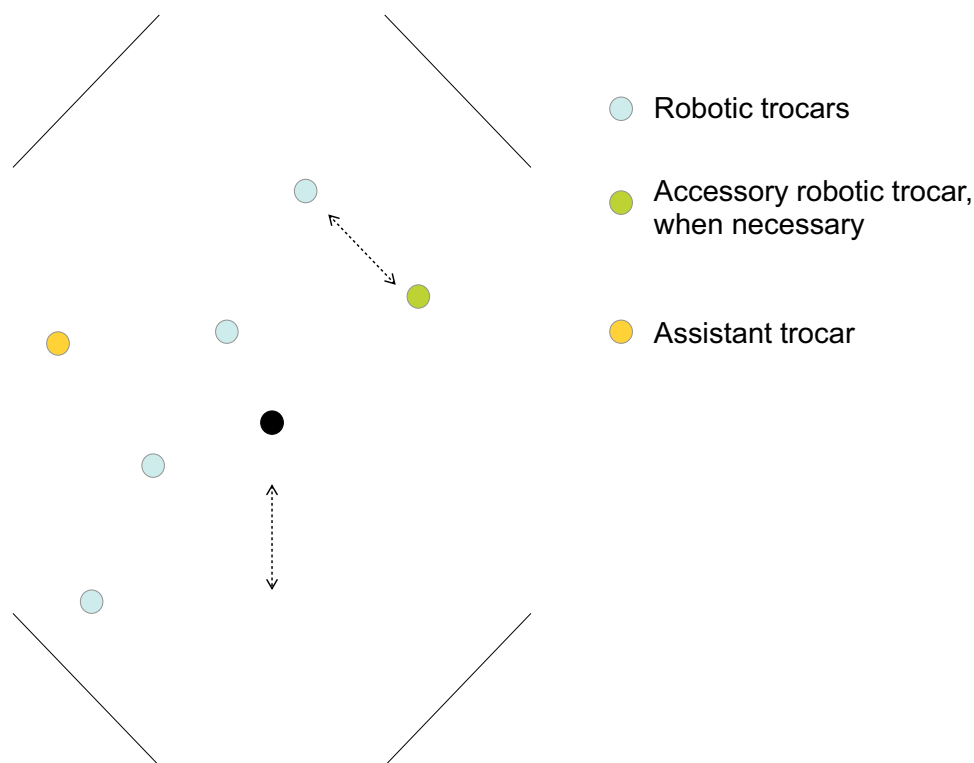 Robotic trocars
Accessory robotic trocar,
when necessary
Assistant trocar